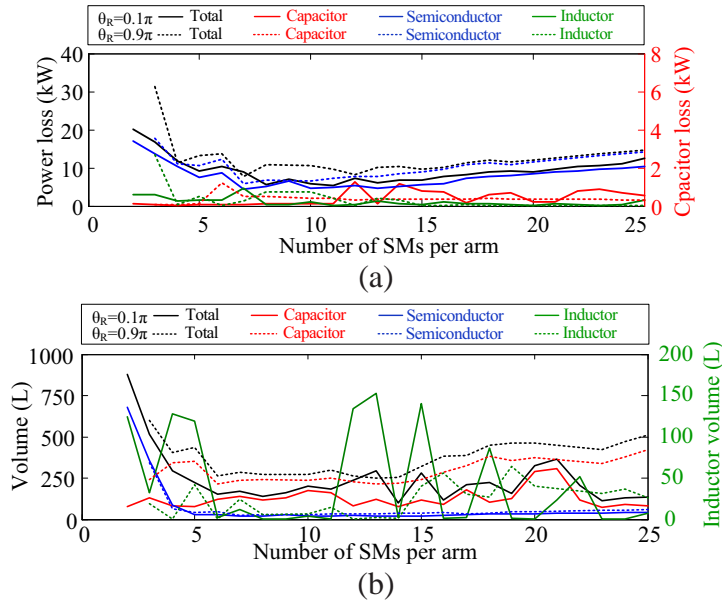 θR=0.1π Total Capacitor Semiconductor Inductor
θR=0.9π Total Capacitor Semiconductor Inductor
40 30 20 10 0
Power loss (kW)
8 6 4 2 0
Cpacitor loss (kW)
0 5 10 15 20 25
Number of SMs per arm
(a)
θR=0.1π Total Capacitor Semiconductor Inductor
θR=0.9π Total Capacitor Semiconductor Inductor
1000 750 500 250 0
Volume (L)
200 150 100 50 0
Inductor volume (L)
0 5 10 15 20 25
Number of SMs per arm
(b)